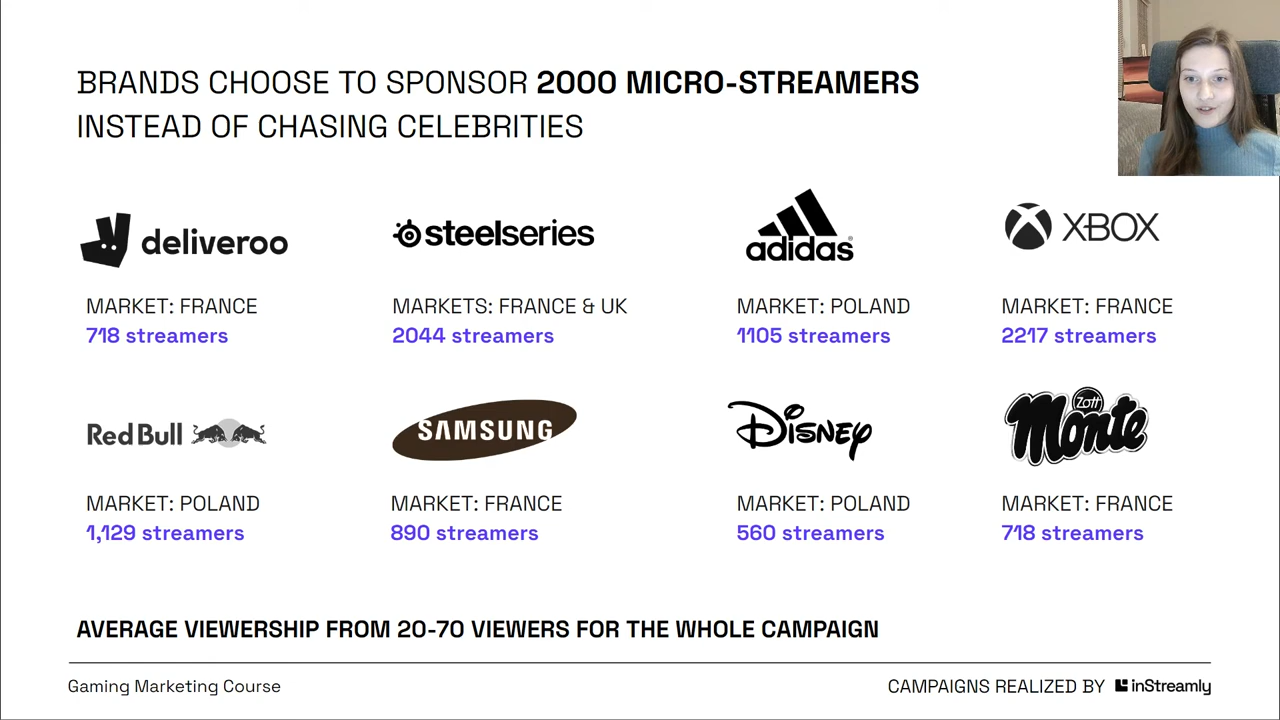 BRANDS CHOOSE TO SPONSOR 2000 MICRO-STREAMERS
INSTEAD OF CHASING CELEBRITIES
deliveroo
steelseries
adidas
XBOX
MARKET: FRANCE
718 streamers
MARKETS: FRANCE & UK
2044 streamers
MARKET: POLAND
1105 streamers
MARKET: FRANCE
2217 streamers
Red Bull
SAMSUNG
Disney
Zott
Monte
MARKET: POLAND
1,129 streamers
MARKET: FRANCE
890 streamers
MARKET: POLAND
560 streamers
MARKET: FRANCE
718 streamers
AVERAGE VIEWERSHIP FROM 20-70 VIEWERS FOR THE WHOLE CAMPAIGN
Gaming Marketing Course
CAMPAIGNS REALIZED BY inStreamly